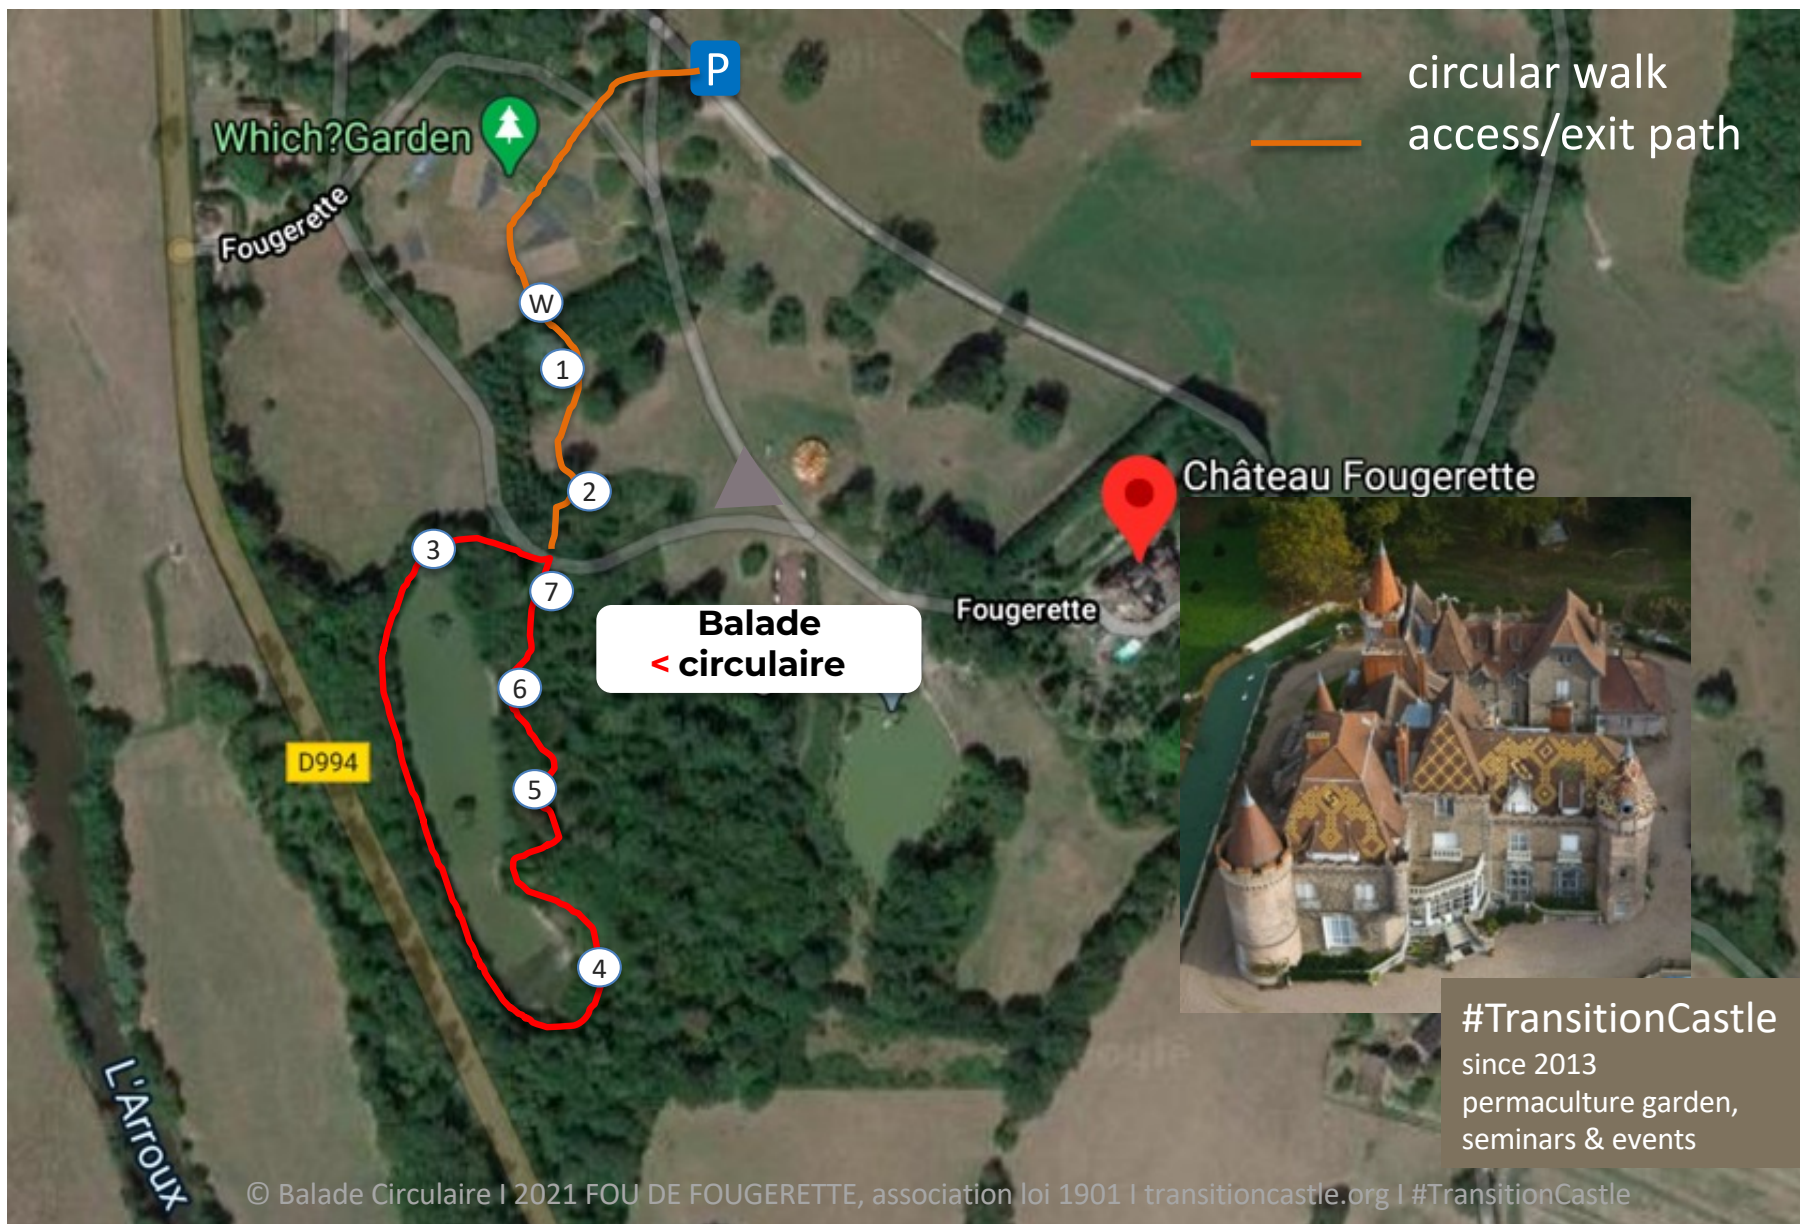 P
circular walk
access/exit path
Which?Garden
Fougerette
W
1
2
Château Fougerette
3
7
Fougerette
Balade
< circulaire
6
D994
5
4
#TransitionCastle
since 2013
permaculture garden,
seminars & events
L'Arroux
© Balade Circulaire I 2021 FOU DE FOUGERETTE, association loi 1901 I transitioncastle.org I #TransitionCastle